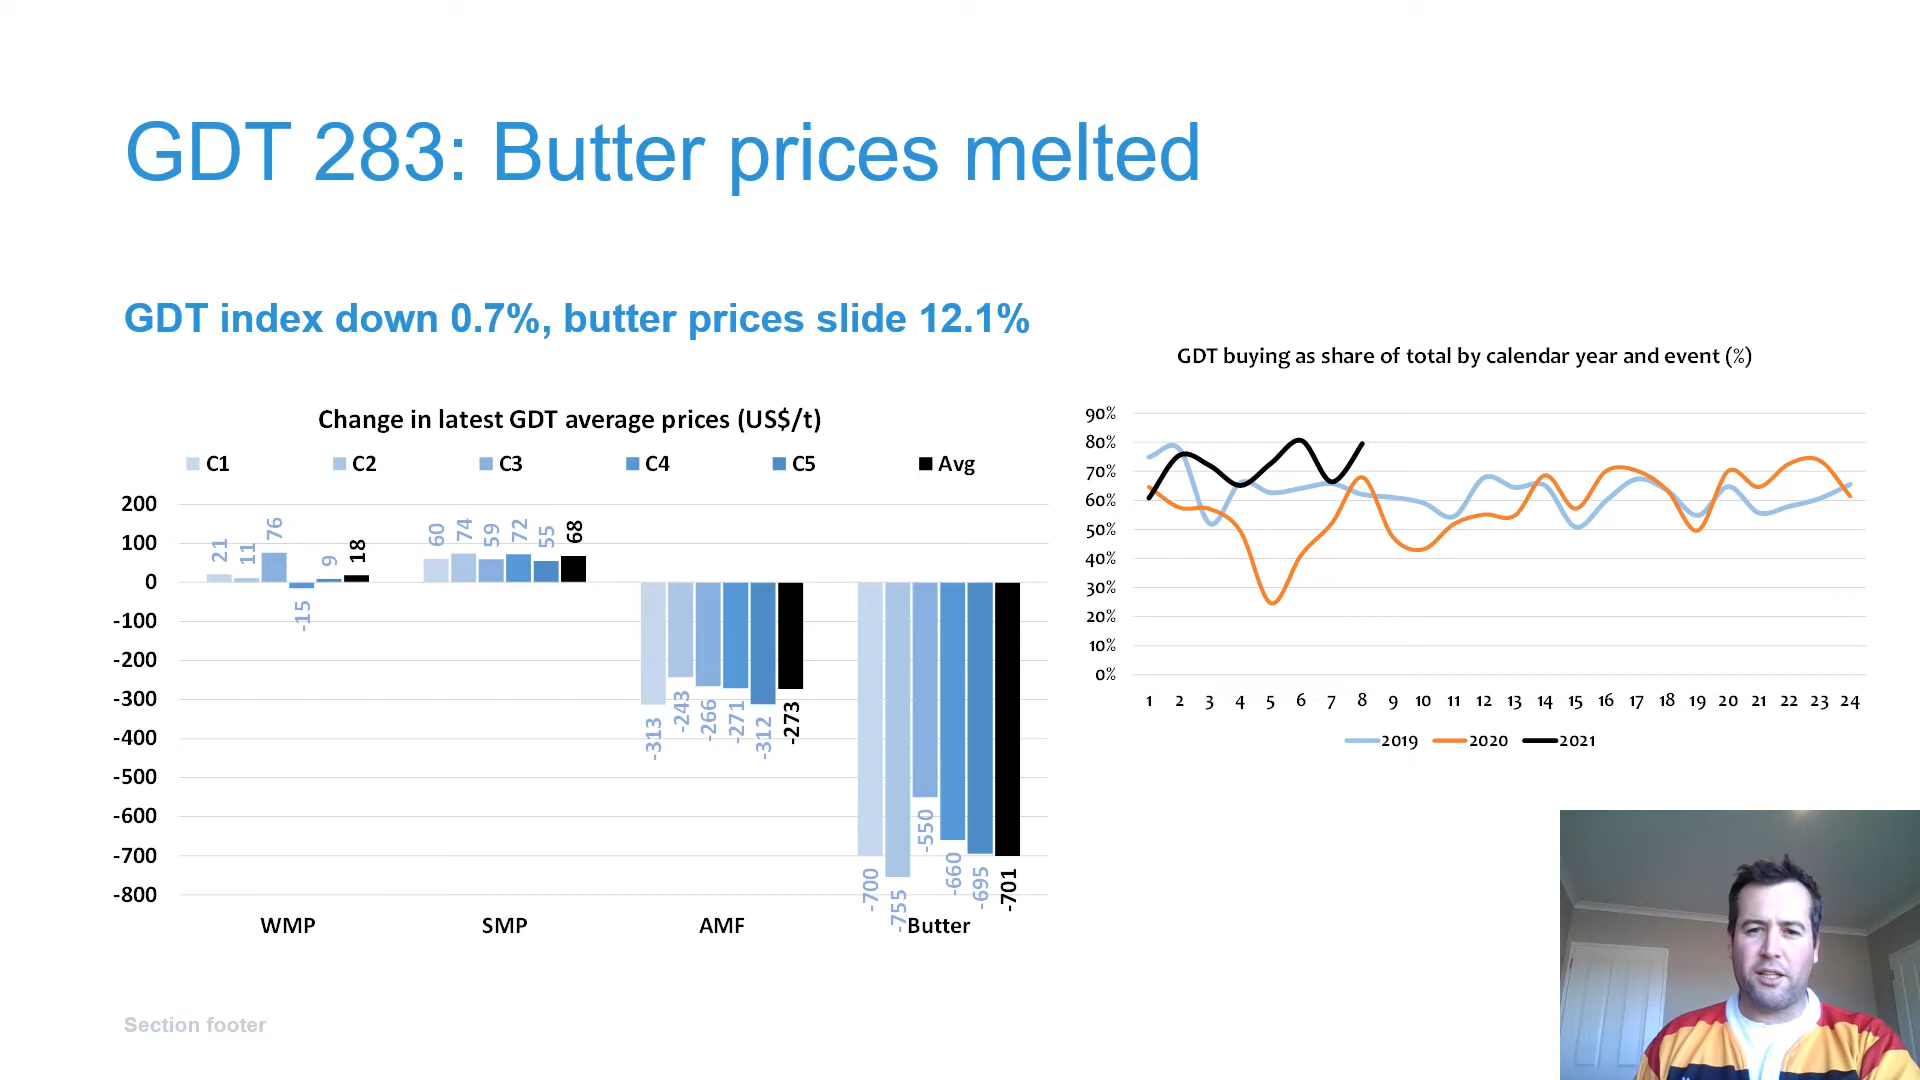 GDT 283: Butter prices melted
GDT index down 0.7%, butter prices slide 12.1%
Change in latest GDT average prices (US$/t)
C1 C2 C3 C4 C5 Avg
200
100
0
-100
-200
-300
-400
-500
-600
-700
-800
21 11 76 -15 9 18
60 74 59 72 55 68
-313 -243 -266 -271 -312 -273
-700 -755 -550 -660 -695 -701
WMP SMP AMF Butter
GDT buying as share of total by calendar year and event (%)
90%
80%
70%
60%
50%
40%
30%
20%
10%
0%
1 2 3 4 5 6 7 8 9 10 11 12 13 14 15 16 17 18 19 20 21 22 23 24
2019 2020 2021
Section footer